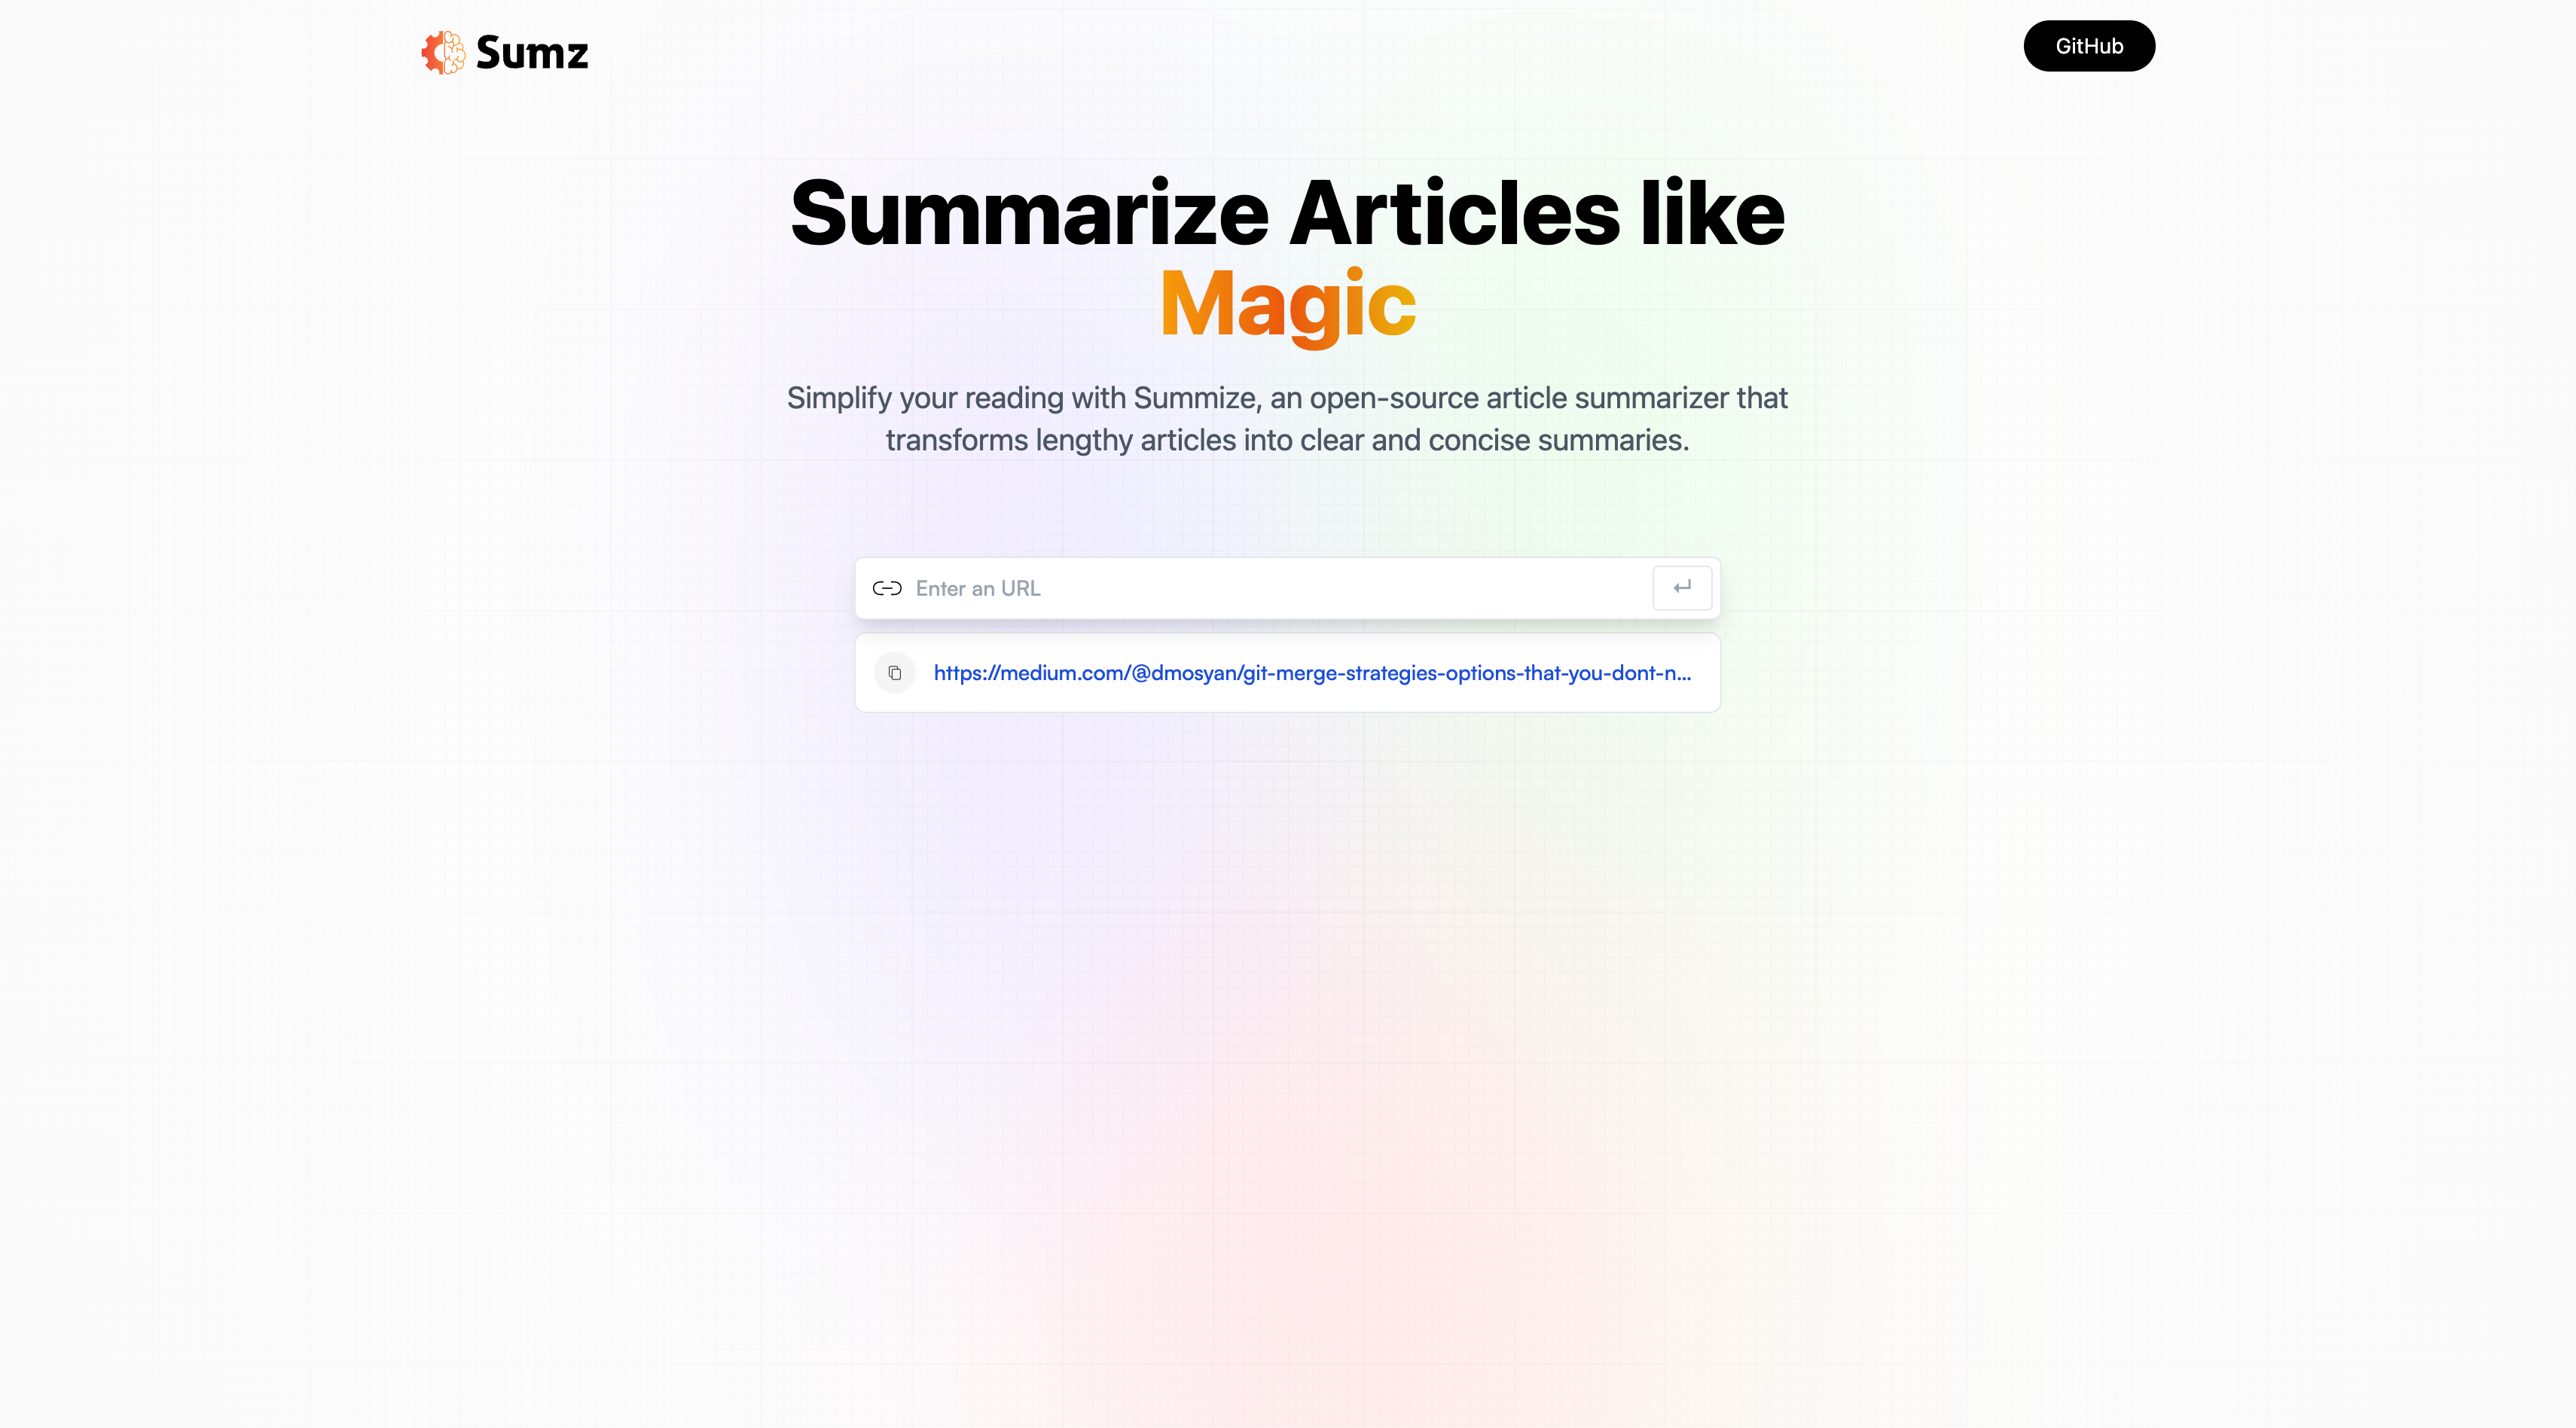 Sumz
GitHub
Summarize Articles like
Magic
Simplify your reading with Summize, an open-source article summarizer that
transforms lengthy articles into clear and concise summaries.
Enter an URL
https://medium.com/@dmosyan/git-merge-strategies-options-that-you-dont-n...